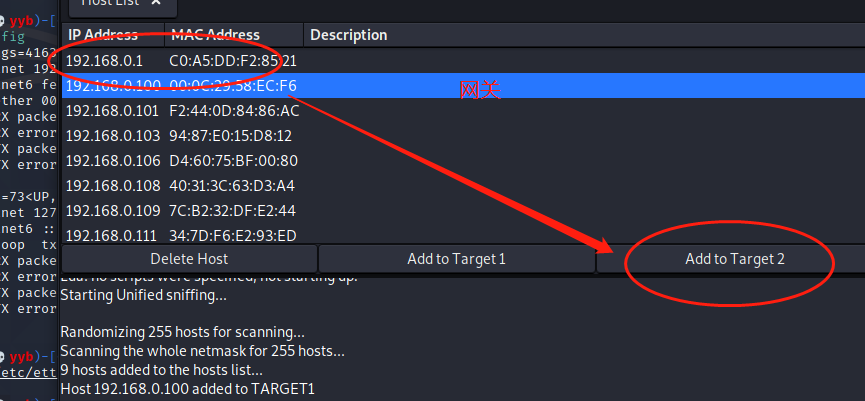 Host List ×
yyb)-[
fig
IP Address MAC Address Description
gs=4163
192.168.0.1 C0:A5:DD:F2:85:21
net 192
192.168.0.100 00:0C:29:58:EC:F6 网关
net6 fe
ther 00
192.168.0.101 F2:44:0D:84:86:AC
X packe
X error
192.168.0.103 94:87:E0:15:D8:12
X packe
192.168.0.106 D4:60:75:BF:00:80
X error
192.168.0.108 40:31:3C:63:D3:A4
=73<UP,
192.168.0.109 7C:B2:32:DF:E2:44
net 127
net6 ::
192.168.0.111 34:7D:F6:E2:93:ED
oop tx
Delete Host Add to Target 1 Add to Target 2
X packe
X error
Lua: no scripts were specified, not starting up!
X packe
Starting Unified sniffing...
X error
Randomizing 255 hosts for scanning...
Scanning the whole netmask for 255 hosts...
yyb)-[
etc/ett
9 hosts added to the hosts list...
Host 192.168.0.100 added to TARGET1